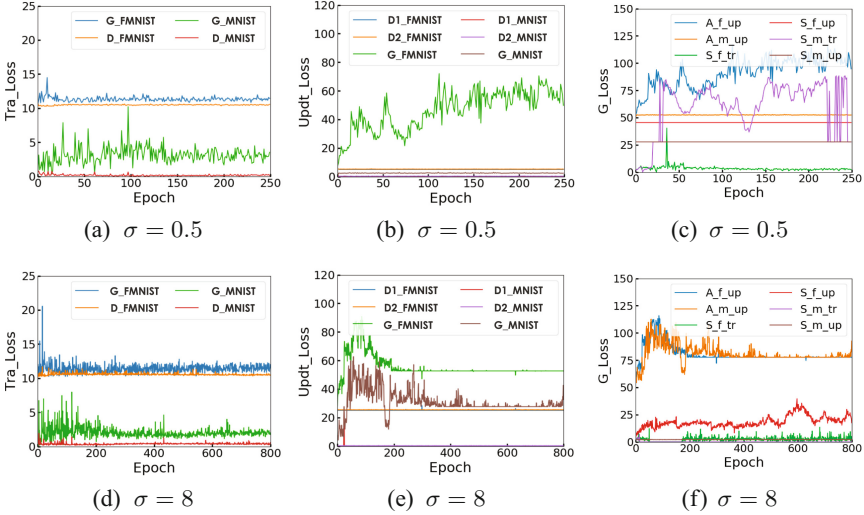 25
20
15
10
5
0
Tra_Loss
G_FMNIST
G_MNIST
D_FMNIST
D_MNIST
0 50 100 150 200 250
Epoch
(a) σ = 0.5
120
100
80
60
40
20
0
Updt_Loss
D1_FMNIST
D1_MNIST
D2_FMNIST
D2_MNIST
G_FMNIST
G_MNIST
0 50 100 150 200 250
Epoch
(b) σ = 0.5
150
125
100
75
50
25
0
G_Loss
A_f_up
S_f_up
A_m_up
S_m_tr
S_f_tr
S_m_up
0 50 100 150 200 250
Epoch
(c) σ = 0.5
25
20
15
10
5
0
Tra_Loss
G_FMNIST
G_MNIST
D_FMNIST
D_MNIST
0 200 400 600 800
Epoch
(d) σ = 8
120
100
80
60
40
20
0
Updt_Loss
D1_FMNIST
D1_MNIST
D2_FMNIST
D2_MNIST
G_FMNIST
G_MNIST
0 200 400 600 800
Epoch
(e) σ = 8
150
125
100
75
50
25
0
G_Loss
A_f_up
S_f_up
A_m_up
S_m_tr
S_f_tr
S_m_up
0 200 400 600 800
Epoch
(f) σ = 8